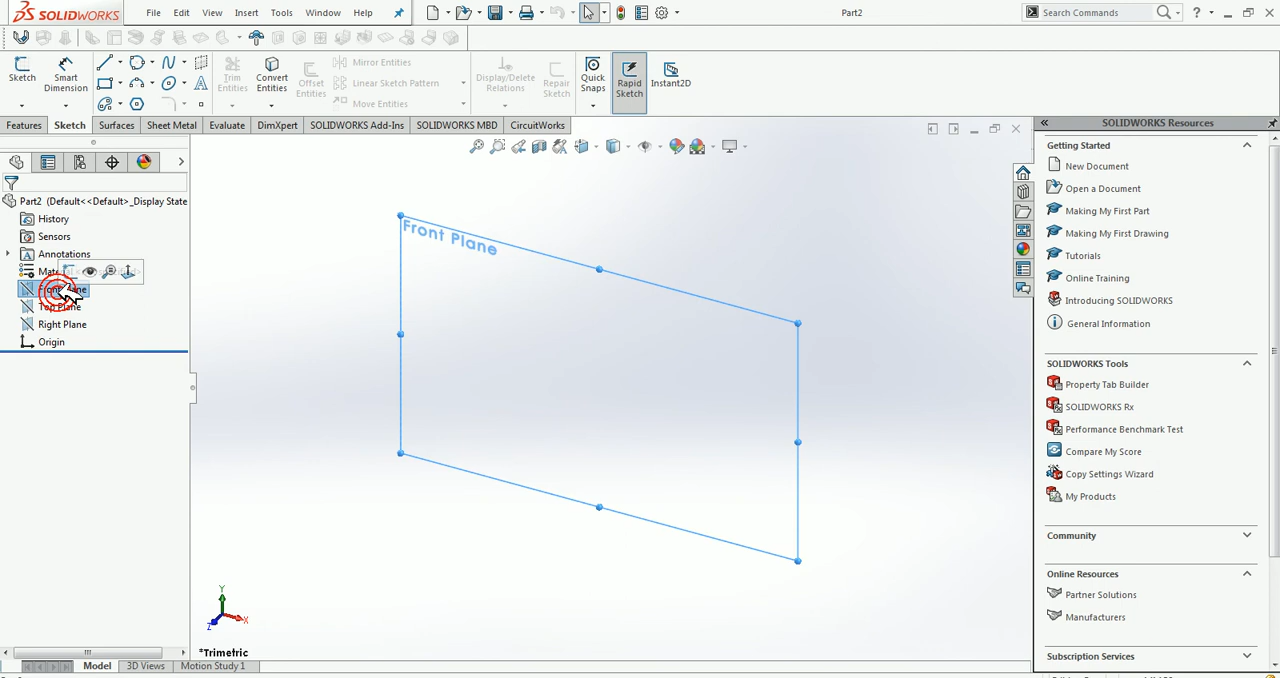 SOLIDWORKS File Edit View Insert Tools Window Help Part2 Search Commands
Sketch Smart Dimension Trim Entities Convert Entities Offset Entities Mirror Entities Linear Sketch Pattern Move Entities Display/Delete Relations Repair Sketch Quick Snaps Rapid Sketch Instant2D
Features Sketch Surfaces Sheet Metal Evaluate DimXpert SOLIDWORKS Add-Ins SOLIDWORKS MBD CircuitWorks
SOLIDWORKS Resources
Part2 (Default<<Default>_Display State
History
Sensors
Annotations
Top Plane
Right Plane
Origin
Front Plane
*Trimetric
Getting Started
New Document
Open a Document
Making My First Part
Making My First Drawing
Tutorials
Online Training
Introducing SOLIDWORKS
General Information
SOLIDWORKS Tools
Property Tab Builder
SOLIDWORKS Rx
Performance Benchmark Test
Compare My Score
Copy Settings Wizard
My Products
Community
Online Resources
Partner Solutions
Manufacturers
Subscription Services
Model 3D Views Motion Study 1